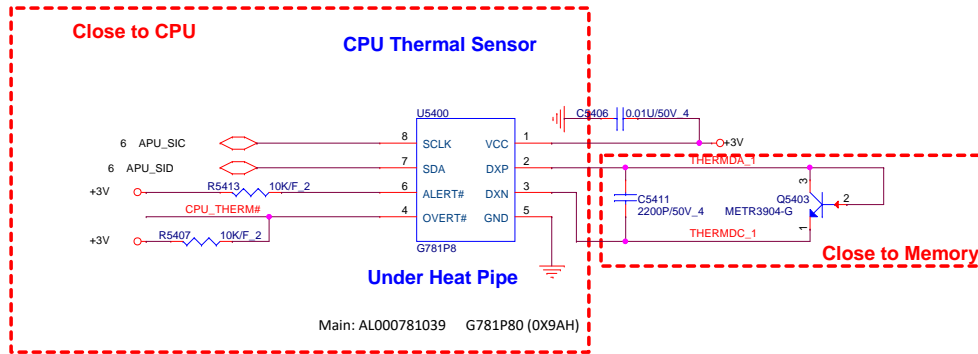 Close to CPU
CPU Thermal Sensor
U5400
C5406 0.01U/50V_4
6 APU_SIC
8 SCLK VCC 1
+3V
6 APU_SID
7 SDA DXP 2
THERMDA_1
+3V
R5413 10K/F_2
6 ALERT# DXN 3
C5411
2200P/50V_4
3
Q5403
2
METR3904-G
1
CPU_THERM#
4 OVERT# GND 5
+3V
R5407 10K/F_2
THERMDC_1
G781P8
Close to Memory
Under Heat Pipe
Main: AL000781039 G781P80 (0X9AH)